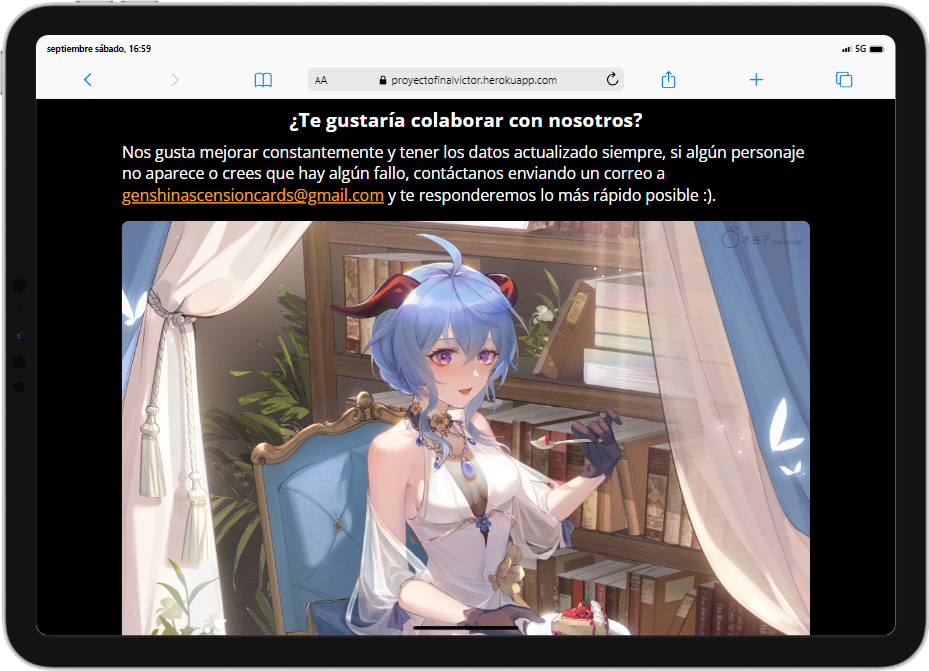 septiembre sábado, 16:59
5G
AA
proyectofinalvictor.herokuapp.com
¿Te gustaría colaborar con nosotros?
Nos gusta mejorar constantemente y tener los datos actualizado siempre, si algún personaje
no aparece o crees que hay algún fallo, contáctanos enviando un correo a
genshinascensioncards@gmail.com y te responderemos lo más rápido posible :).